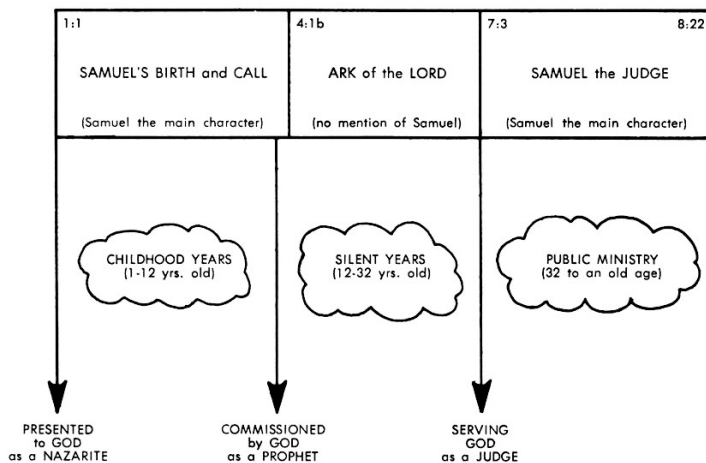 1:1
4:1b
7:3
8:22
SAMUEL'S BIRTH and CALL
ARK of the LORD
SAMUEL the JUDGE
(Samuel the main character)
(no mention of Samuel)
(Samuel the main character)
CHILDHOOD YEARS
(1-12 yrs. old)
SILENT YEARS
(12-32 yrs. old)
PUBLIC MINISTRY
(32 to an old age)
PRESENTED
to GOD
as a NAZARITE
COMMISSIONED
by GOD
as a PROPHET
SERVING
GOD
as a JUDGE